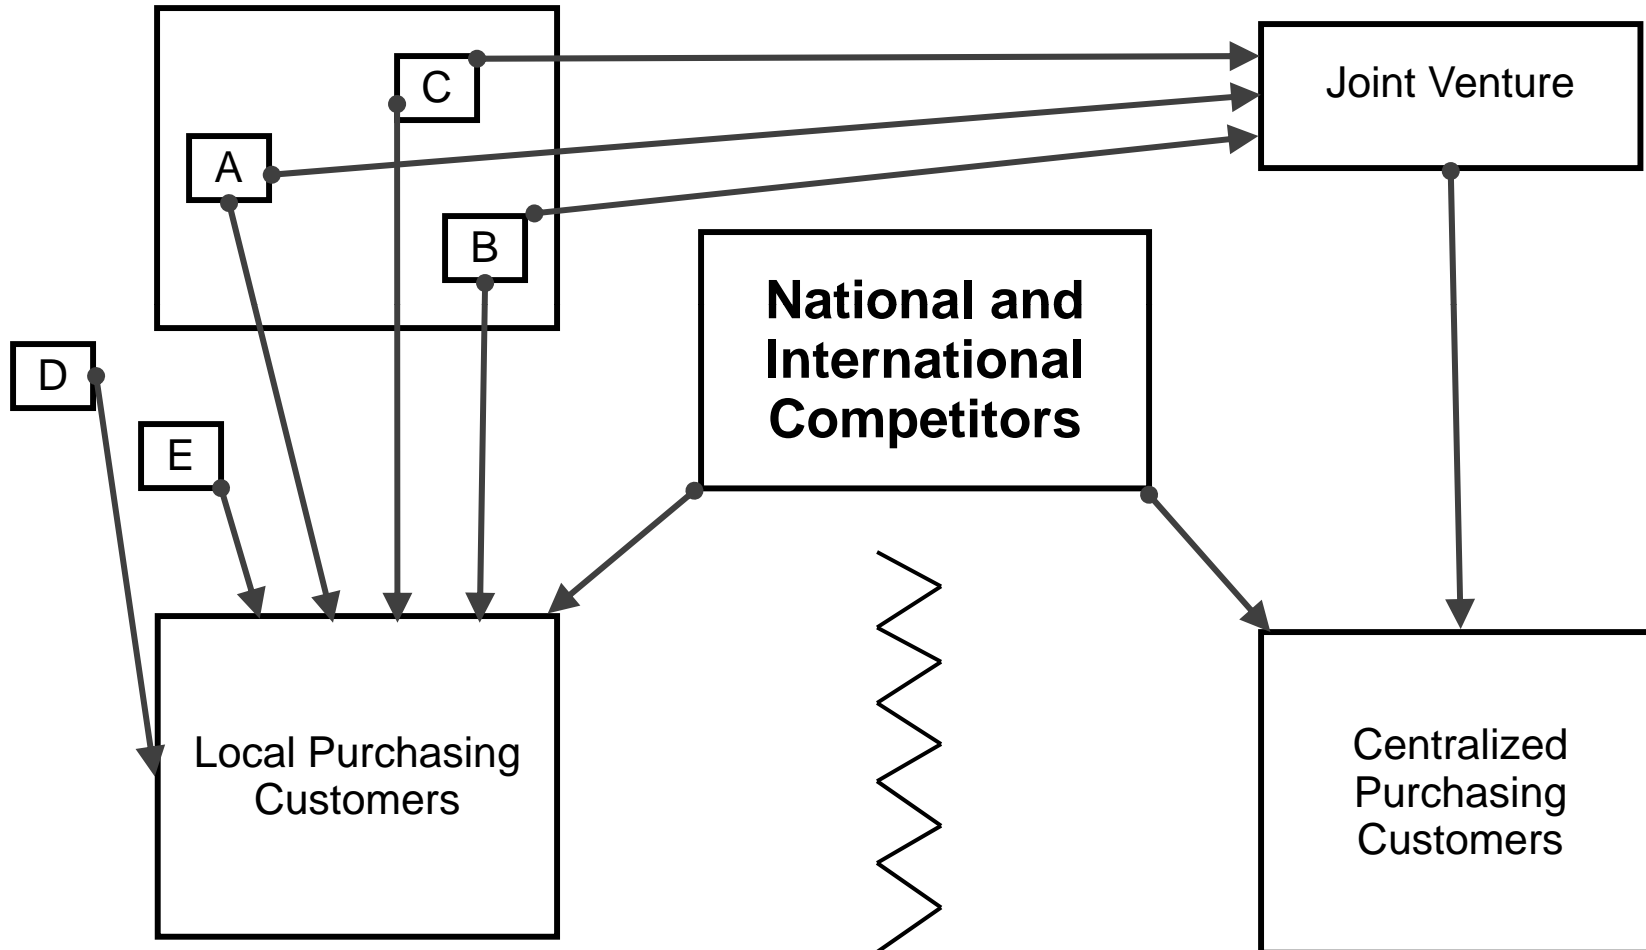 C
Joint Venture
A
B
National and
International
Competitors
D
E
Local Purchasing
Customers
Centralized
Purchasing
Customers